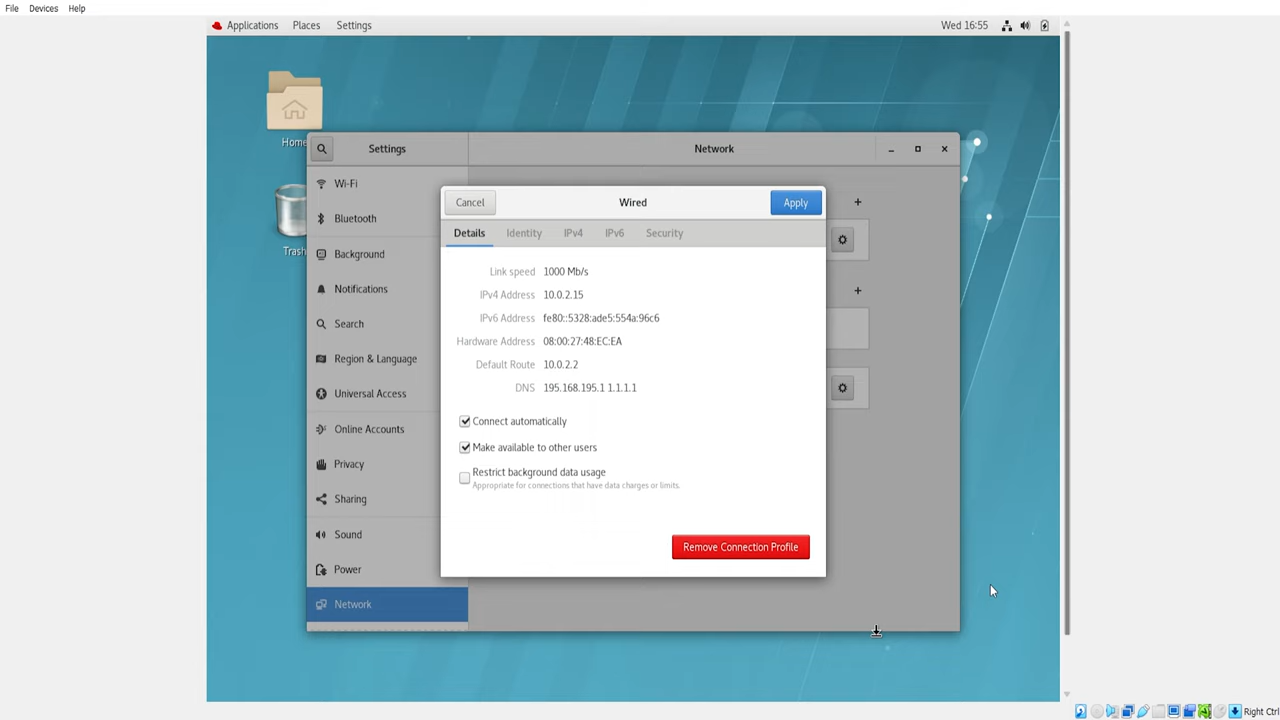 File Devices Help
Applications Places Settings Wed 16:55
Home
Trash
Settings Network
Wi-Fi
Bluetooth
Background
Notifications
Search
Region & Language
Universal Access
Online Accounts
Privacy
Sharing
Sound
Power
Network
Cancel Wired Apply
Details Identity IPv4 IPv6 Security
Link speed 1000 Mb/s
IPv4 Address 10.0.2.15
IPv6 Address fe80::5328:ade5:554a:96c6
Hardware Address 08:00:27:48:EC:EA
Default Route 10.0.2.2
DNS 195.168.195.1 1.1.1.1
Connect automatically
Make available to other users
Restrict background data usage
Appropriate for connections that have data charges or limits.
Remove Connection Profile
Right Ctrl